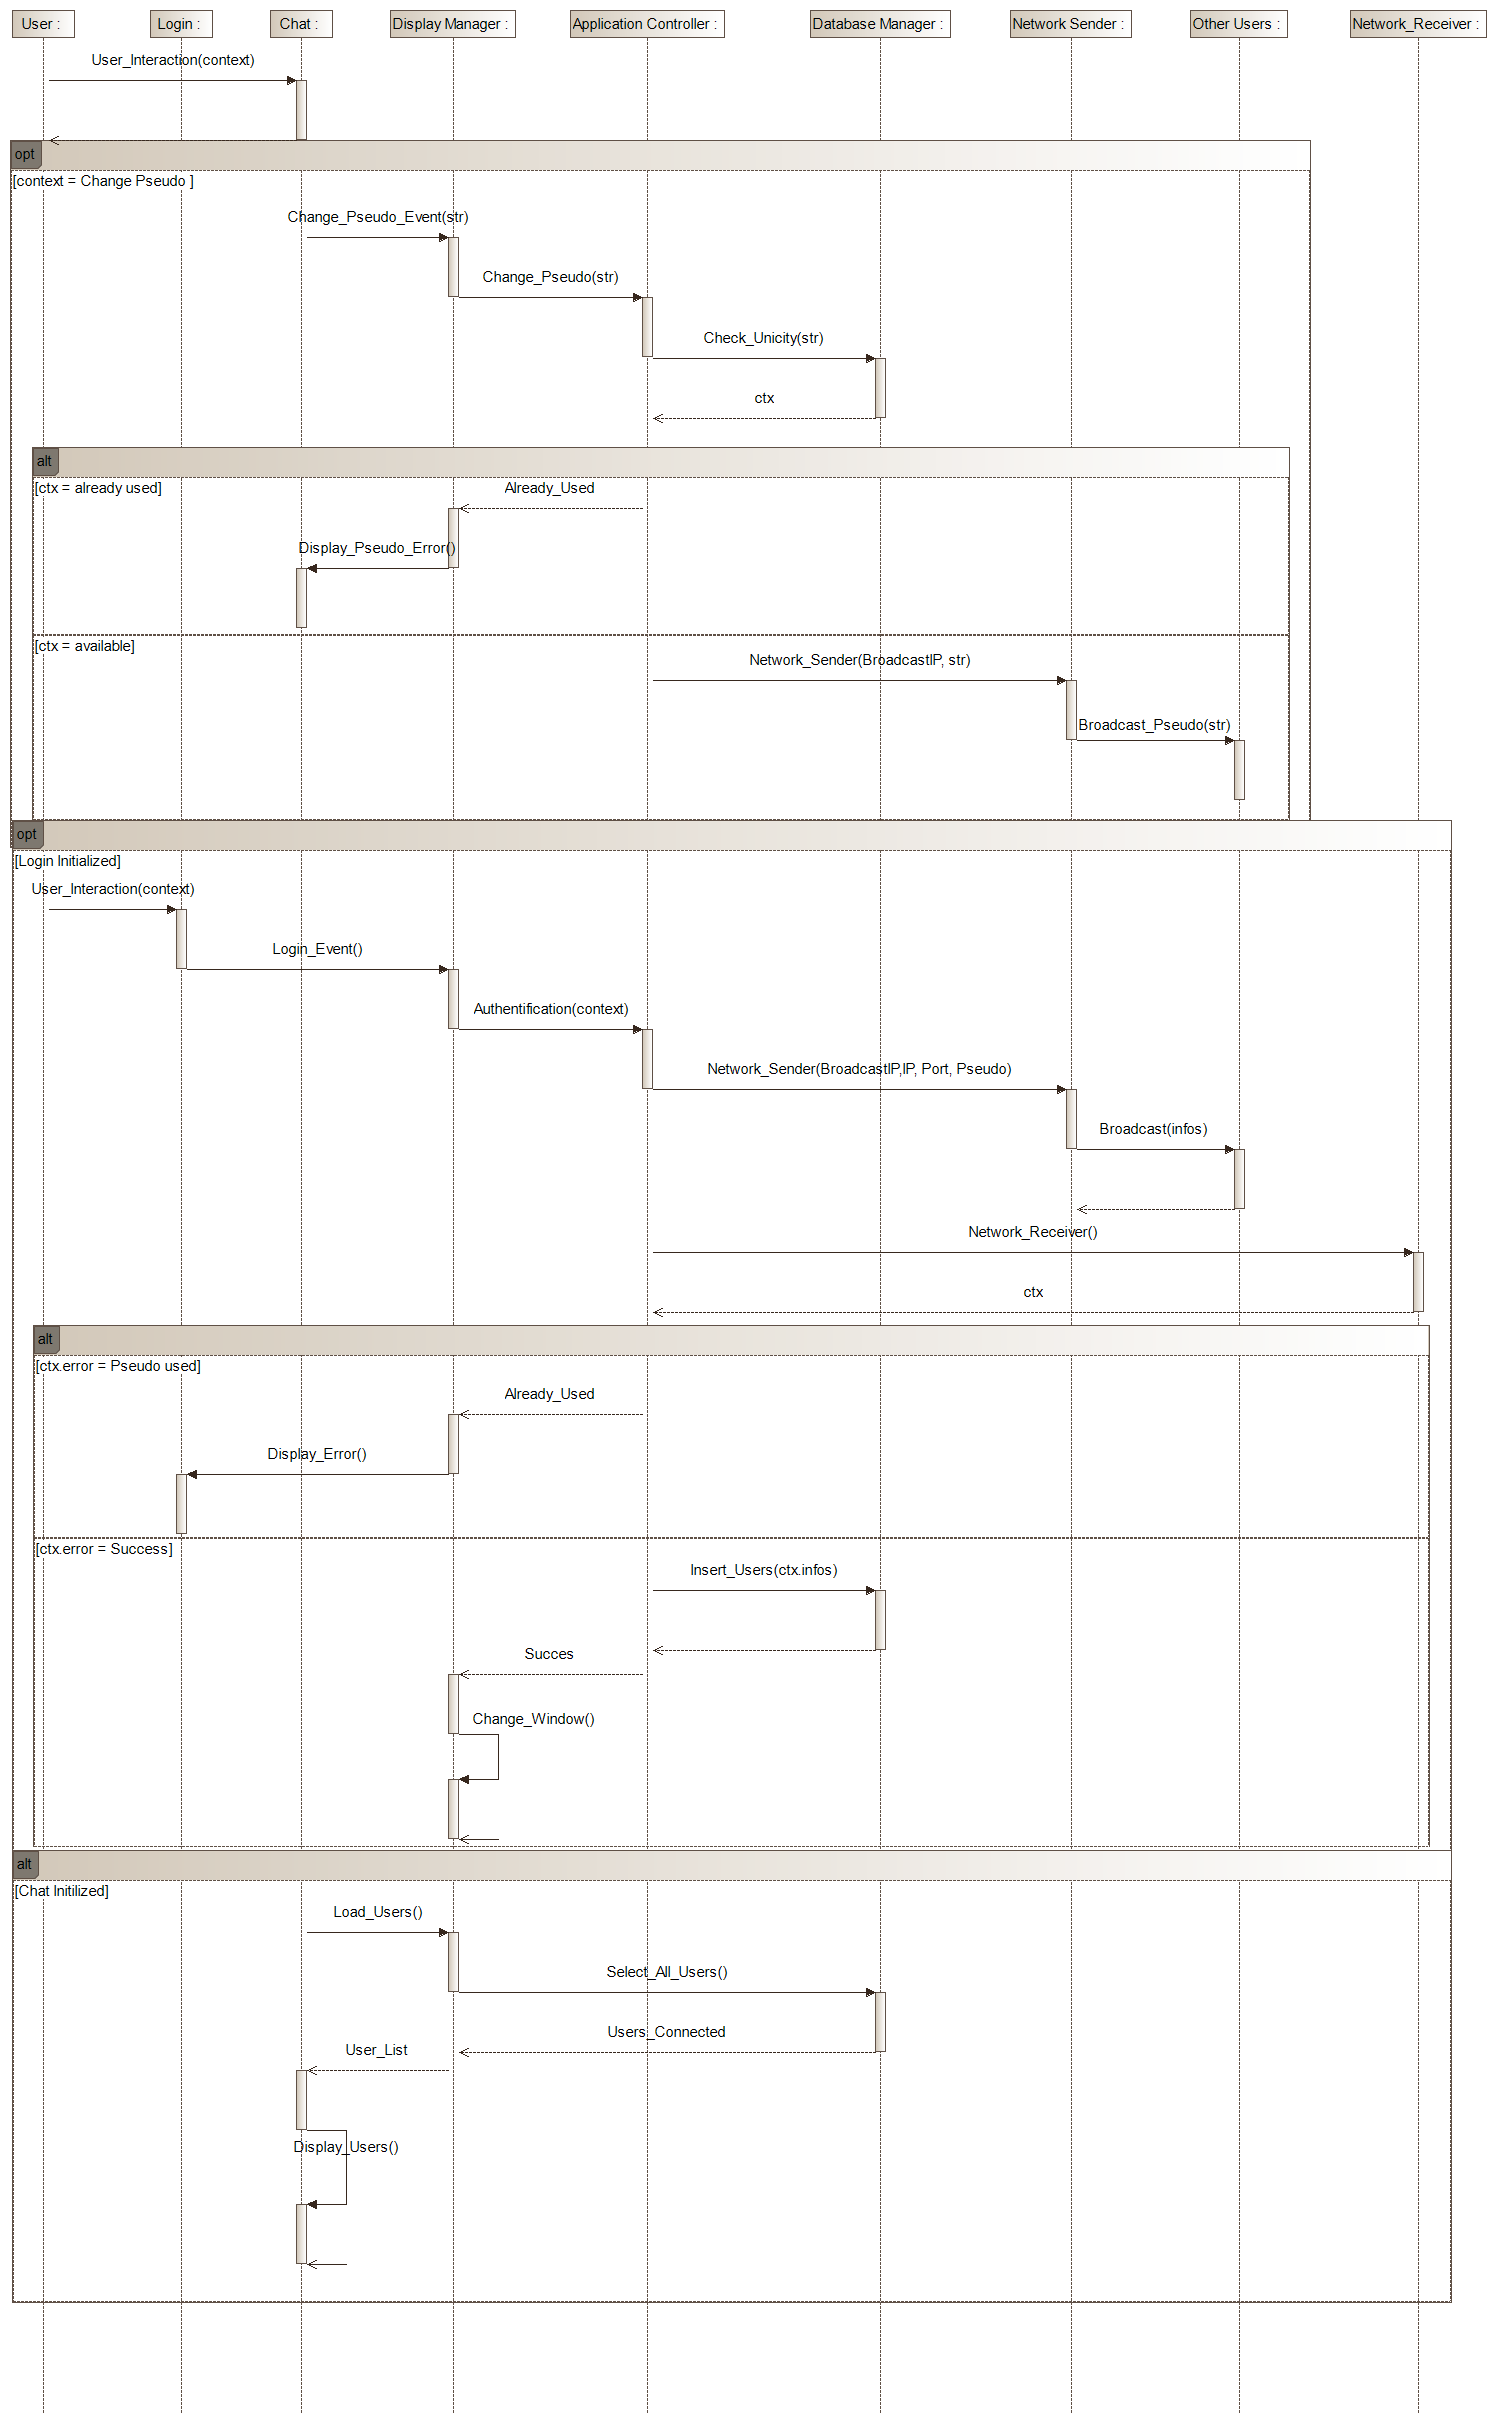 User :
Login :
Chat :
Display Manager :
Application Controller :
Database Manager :
Network Sender :
Other Users :
Network_Receiver :
User_Interaction(context)
opt
[context = Change Pseudo ]
Change_Pseudo_Event(str)
Change_Pseudo(str)
Check_Unicity(str)
ctx
alt
[ctx = already used]
Already_Used
Display_Pseudo_Error()
[ctx = available]
Network_Sender(BroadcastIP, str)
Broadcast_Pseudo(str)
opt
[Login Initialized]
User_Interaction(context)
Login_Event()
Authentification(context)
Network_Sender(BroadcastIP,IP, Port, Pseudo)
Broadcast(infos)
Network_Receiver()
ctx
alt
[ctx.error = Pseudo used]
Already_Used
Display_Error()
[ctx.error = Success]
Insert_Users(ctx.infos)
Succes
Change_Window()
alt
[Chat Initilized]
Load_Users()
Select_All_Users()
Users_Connected
User_List
Display_Users()